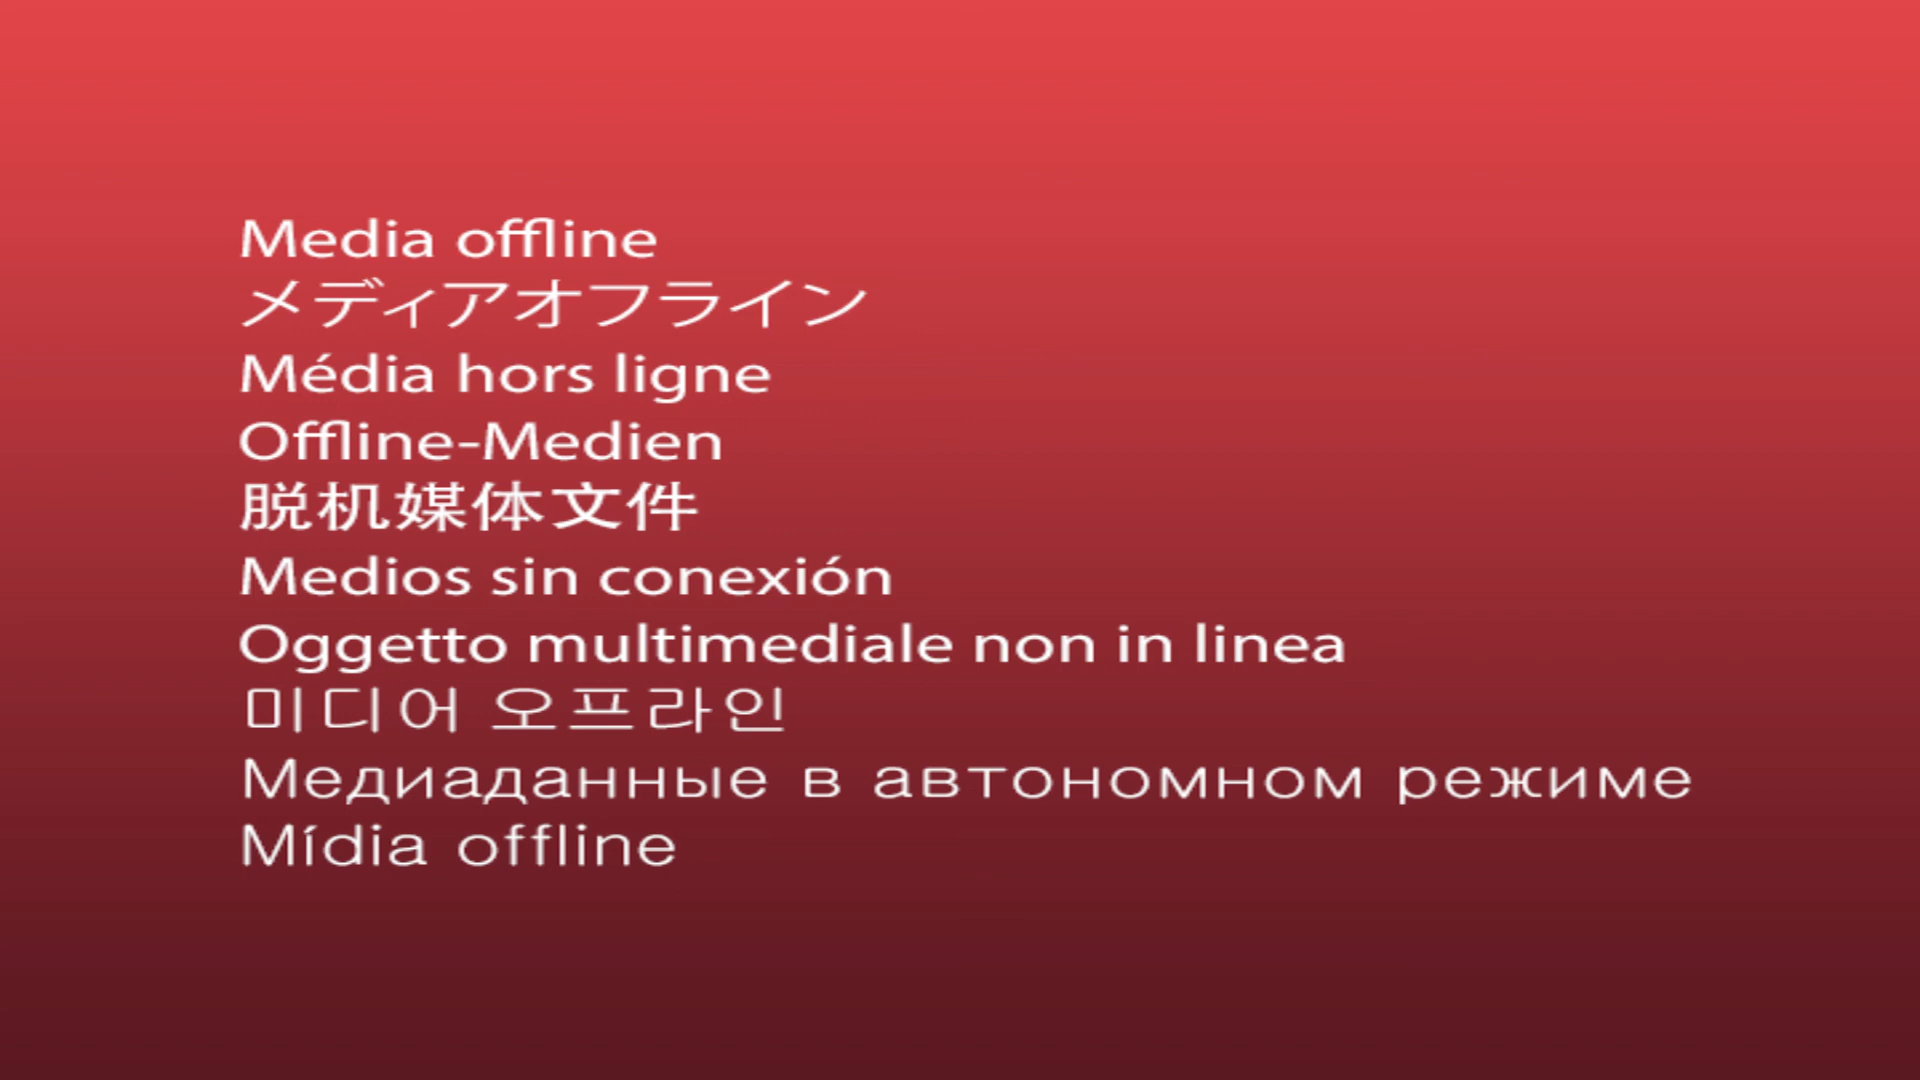 Media offline
メディアオフライン
Média hors ligne
Offline-Medien
脱机媒体文件
Medios sin conexión
Oggetto multimediale non in linea
미디어 오프라인
Медиаданные в автономном режиме
Mídia offline